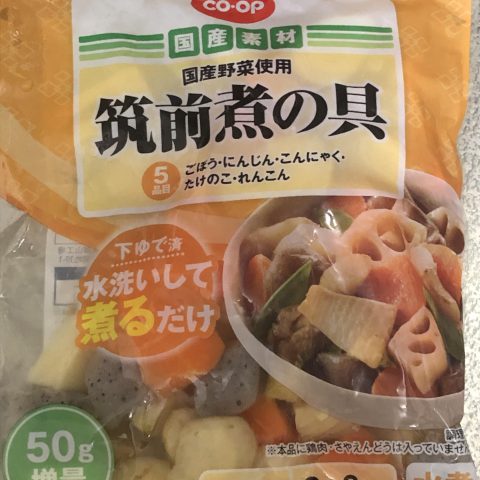 CO・OP
国産素材
国産野菜使用
筑前煮の具
5品目
ごぼう・にんじん・こんにゃく・
たけのこ・れんこん
下ゆで済
水洗いして
煮るだけ
50g
増量
※本品に鶏肉・さやえんどうは入っていませ
水煮